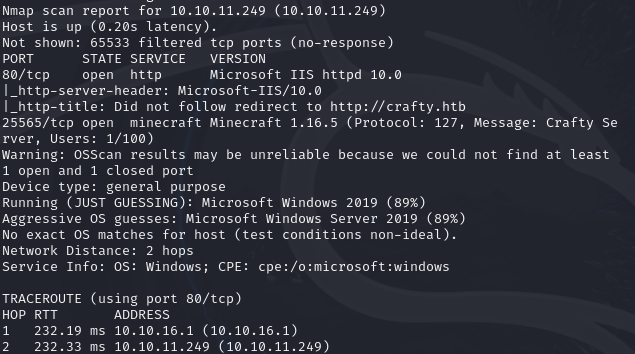 Nmap scan report for 10.10.11.249 (10.10.11.249)
Host is up (0.20s latency).
Not shown: 65533 filtered tcp ports (no-response)
PORT      STATE SERVICE   VERSION
80/tcp    open  http      Microsoft IIS httpd 10.0
|_http-server-header: Microsoft-IIS/10.0
|_http-title: Did not follow redirect to http://crafty.htb
25565/tcp open  minecraft Minecraft 1.16.5 (Protocol: 127, Message: Crafty Se
rver, Users: 1/100)
Warning: OSScan results may be unreliable because we could not find at least
1 open and 1 closed port
Device type: general purpose
Running (JUST GUESSING): Microsoft Windows 2019 (89%)
Aggressive OS guesses: Microsoft Windows Server 2019 (89%)
No exact OS matches for host (test conditions non-ideal).
Network Distance: 2 hops
Service Info: OS: Windows; CPE: cpe:/o:microsoft:windows

TRACEROUTE (using port 80/tcp)
HOP RTT       ADDRESS
1   232.19 ms 10.10.16.1 (10.10.16.1)
2   232.33 ms 10.10.11.249 (10.10.11.249)